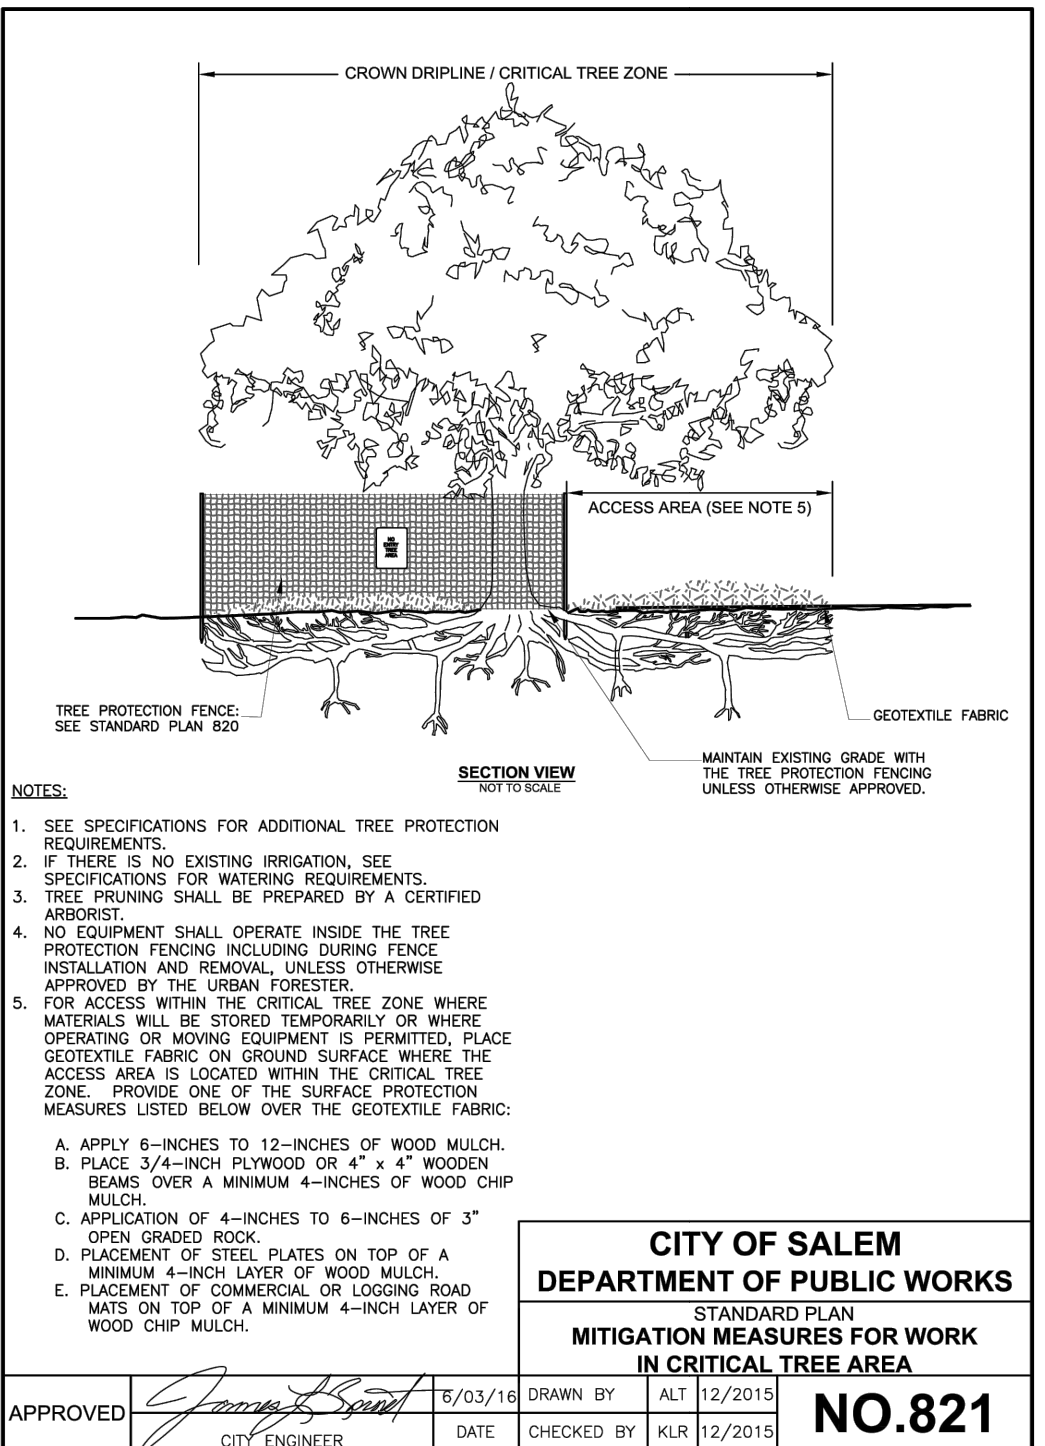 CROWN DRIPLINE / CRITICAL TREE ZONE
ACCESS AREA (SEE NOTE 5)
NO
ENTRY
TREE
AREA
TREE PROTECTION FENCE:
SEE STANDARD PLAN 820
GEOTEXTILE FABRIC
MAINTAIN EXISTING GRADE WITH
THE TREE PROTECTION FENCING
UNLESS OTHERWISE APPROVED.
SECTION VIEW
NOT TO SCALE
NOTES:
1. SEE SPECIFICATIONS FOR ADDITIONAL TREE PROTECTION
REQUIREMENTS.
2. IF THERE IS NO EXISTING IRRIGATION, SEE
SPECIFICATIONS FOR WATERING REQUIREMENTS.
3. TREE PRUNING SHALL BE PREPARED BY A CERTIFIED
ARBORIST.
4. NO EQUIPMENT SHALL OPERATE INSIDE THE TREE
PROTECTION FENCING INCLUDING DURING FENCE
INSTALLATION AND REMOVAL, UNLESS OTHERWISE
APPROVED BY THE URBAN FORESTER.
5. FOR ACCESS WITHIN THE CRITICAL TREE ZONE WHERE
MATERIALS WILL BE STORED TEMPORARILY OR WHERE
OPERATING OR MOVING EQUIPMENT IS PERMITTED, PLACE
GEOTEXTILE FABRIC ON GROUND SURFACE WHERE THE
ACCESS AREA IS LOCATED WITHIN THE CRITICAL TREE
ZONE. PROVIDE ONE OF THE SURFACE PROTECTION
MEASURES LISTED BELOW OVER THE GEOTEXTILE FABRIC:
A. APPLY 6-INCHES TO 12-INCHES OF WOOD MULCH.
B. PLACE 3/4-INCH PLYWOOD OR 4" x 4" WOODEN
BEAMS OVER A MINIMUM 4-INCHES OF WOOD CHIP
MULCH.
C. APPLICATION OF 4-INCHES TO 6-INCHES OF 3"
OPEN GRADED ROCK.
D. PLACEMENT OF STEEL PLATES ON TOP OF A
MINIMUM 4-INCH LAYER OF WOOD MULCH.
E. PLACEMENT OF COMMERCIAL OR LOGGING ROAD
MATS ON TOP OF A MINIMUM 4-INCH LAYER OF
WOOD CHIP MULCH.
CITY OF SALEM
DEPARTMENT OF PUBLIC WORKS
STANDARD PLAN
MITIGATION MEASURES FOR WORK
IN CRITICAL TREE AREA
APPROVED
CITY ENGINEER
6/03/16
DATE
DRAWN BY ALT 12/2015
CHECKED BY KLR 12/2015
NO.821